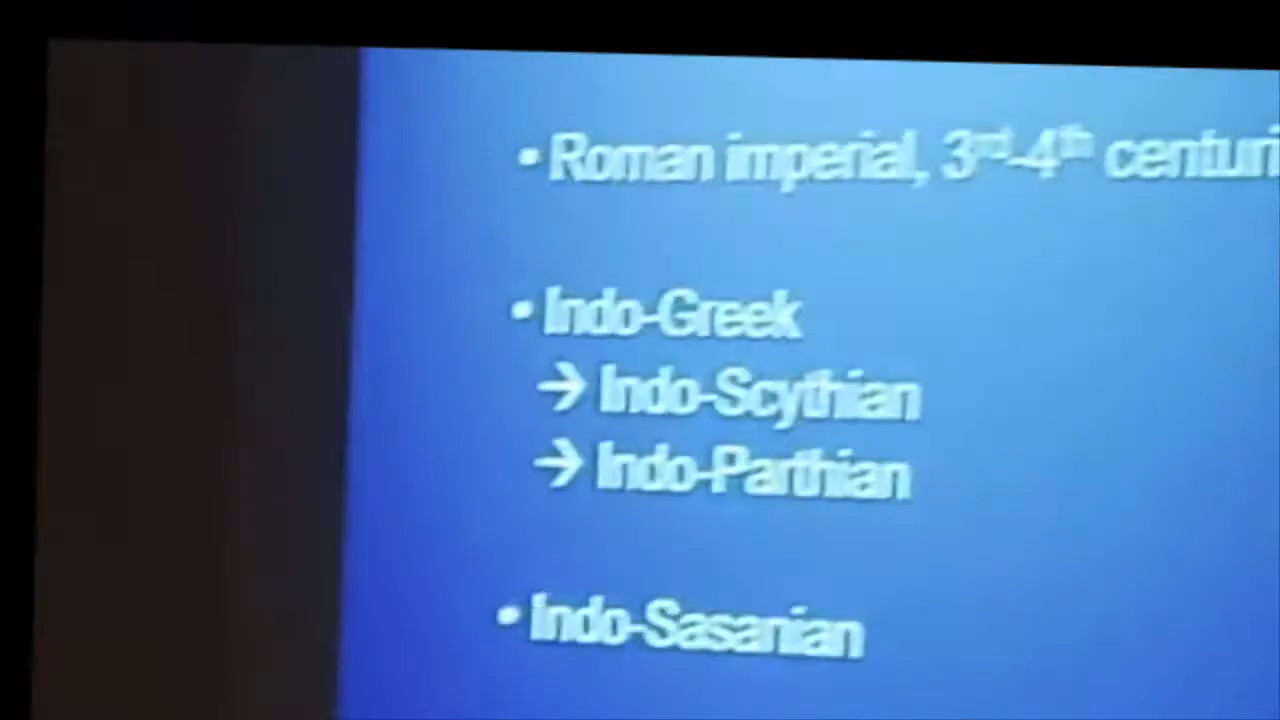 • Roman imperial, 3rd-4th centuri
• Indo-Greek
→ Indo-Scythian
→ Indo-Parthian
• Indo-Sasanian